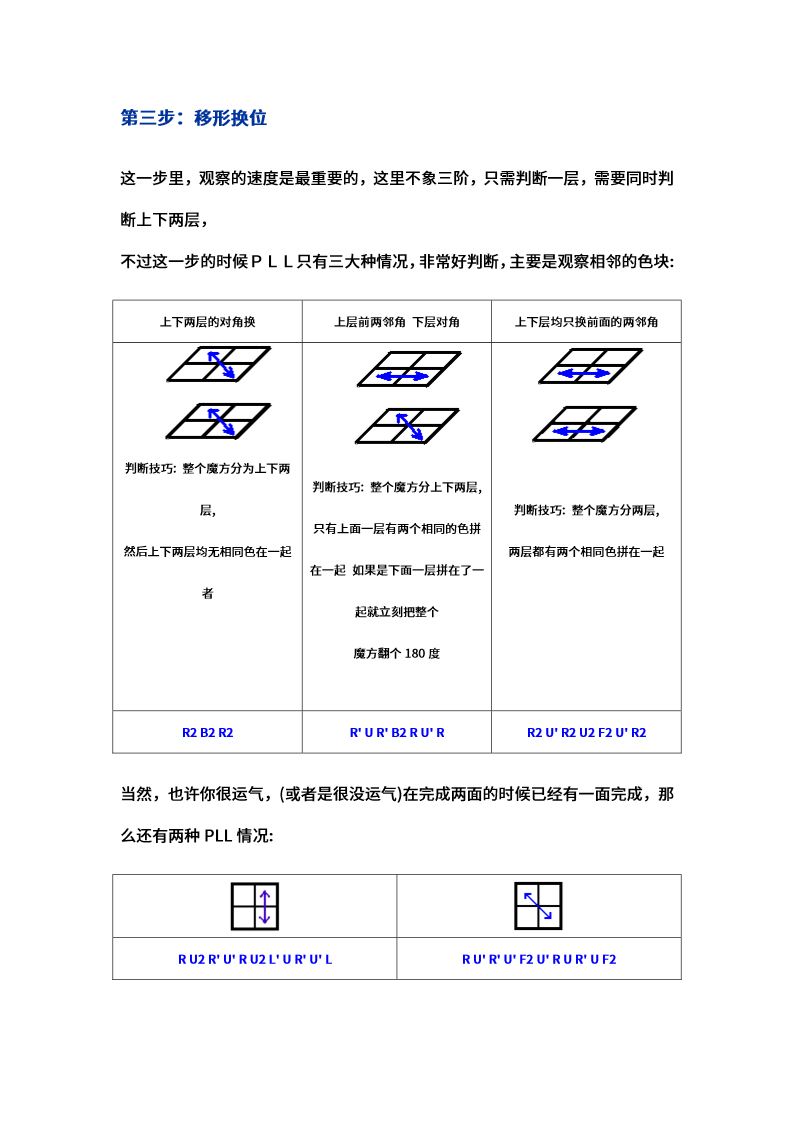 第三步：移形换位
这一步里，观察的速度是最重要的，这里不象三阶，只需判断一层，需要同时判
断上下两层，
不过这一步的时候ＰＬＬ只有三大种情况，非常好判断，主要是观察相邻的色块:
上下两层的对角换
上层前两邻角 下层对角
上下层均只换前面的两邻角
判断技巧: 整个魔方分为上下两
层,
然后上下两层均无相同色在一起
者
判断技巧: 整个魔方分上下两层,
只有上面一层有两个相同的色拼
在一起 如果是下面一层拼在了一
起就立刻把整个
魔方翻个 180 度
判断技巧: 整个魔方分两层,
两层都有两个相同色拼在一起
R2 B2 R2
R' U R' B2 R U' R
R2 U' R2 U2 F2 U' R2
当然，也许你很运气，(或者是很没运气)在完成两面的时候已经有一面完成，那
么还有两种 PLL 情况:
R U2 R' U' R U2 L' U R' U' L
R U' R' U' F2 U' R U R' U F2